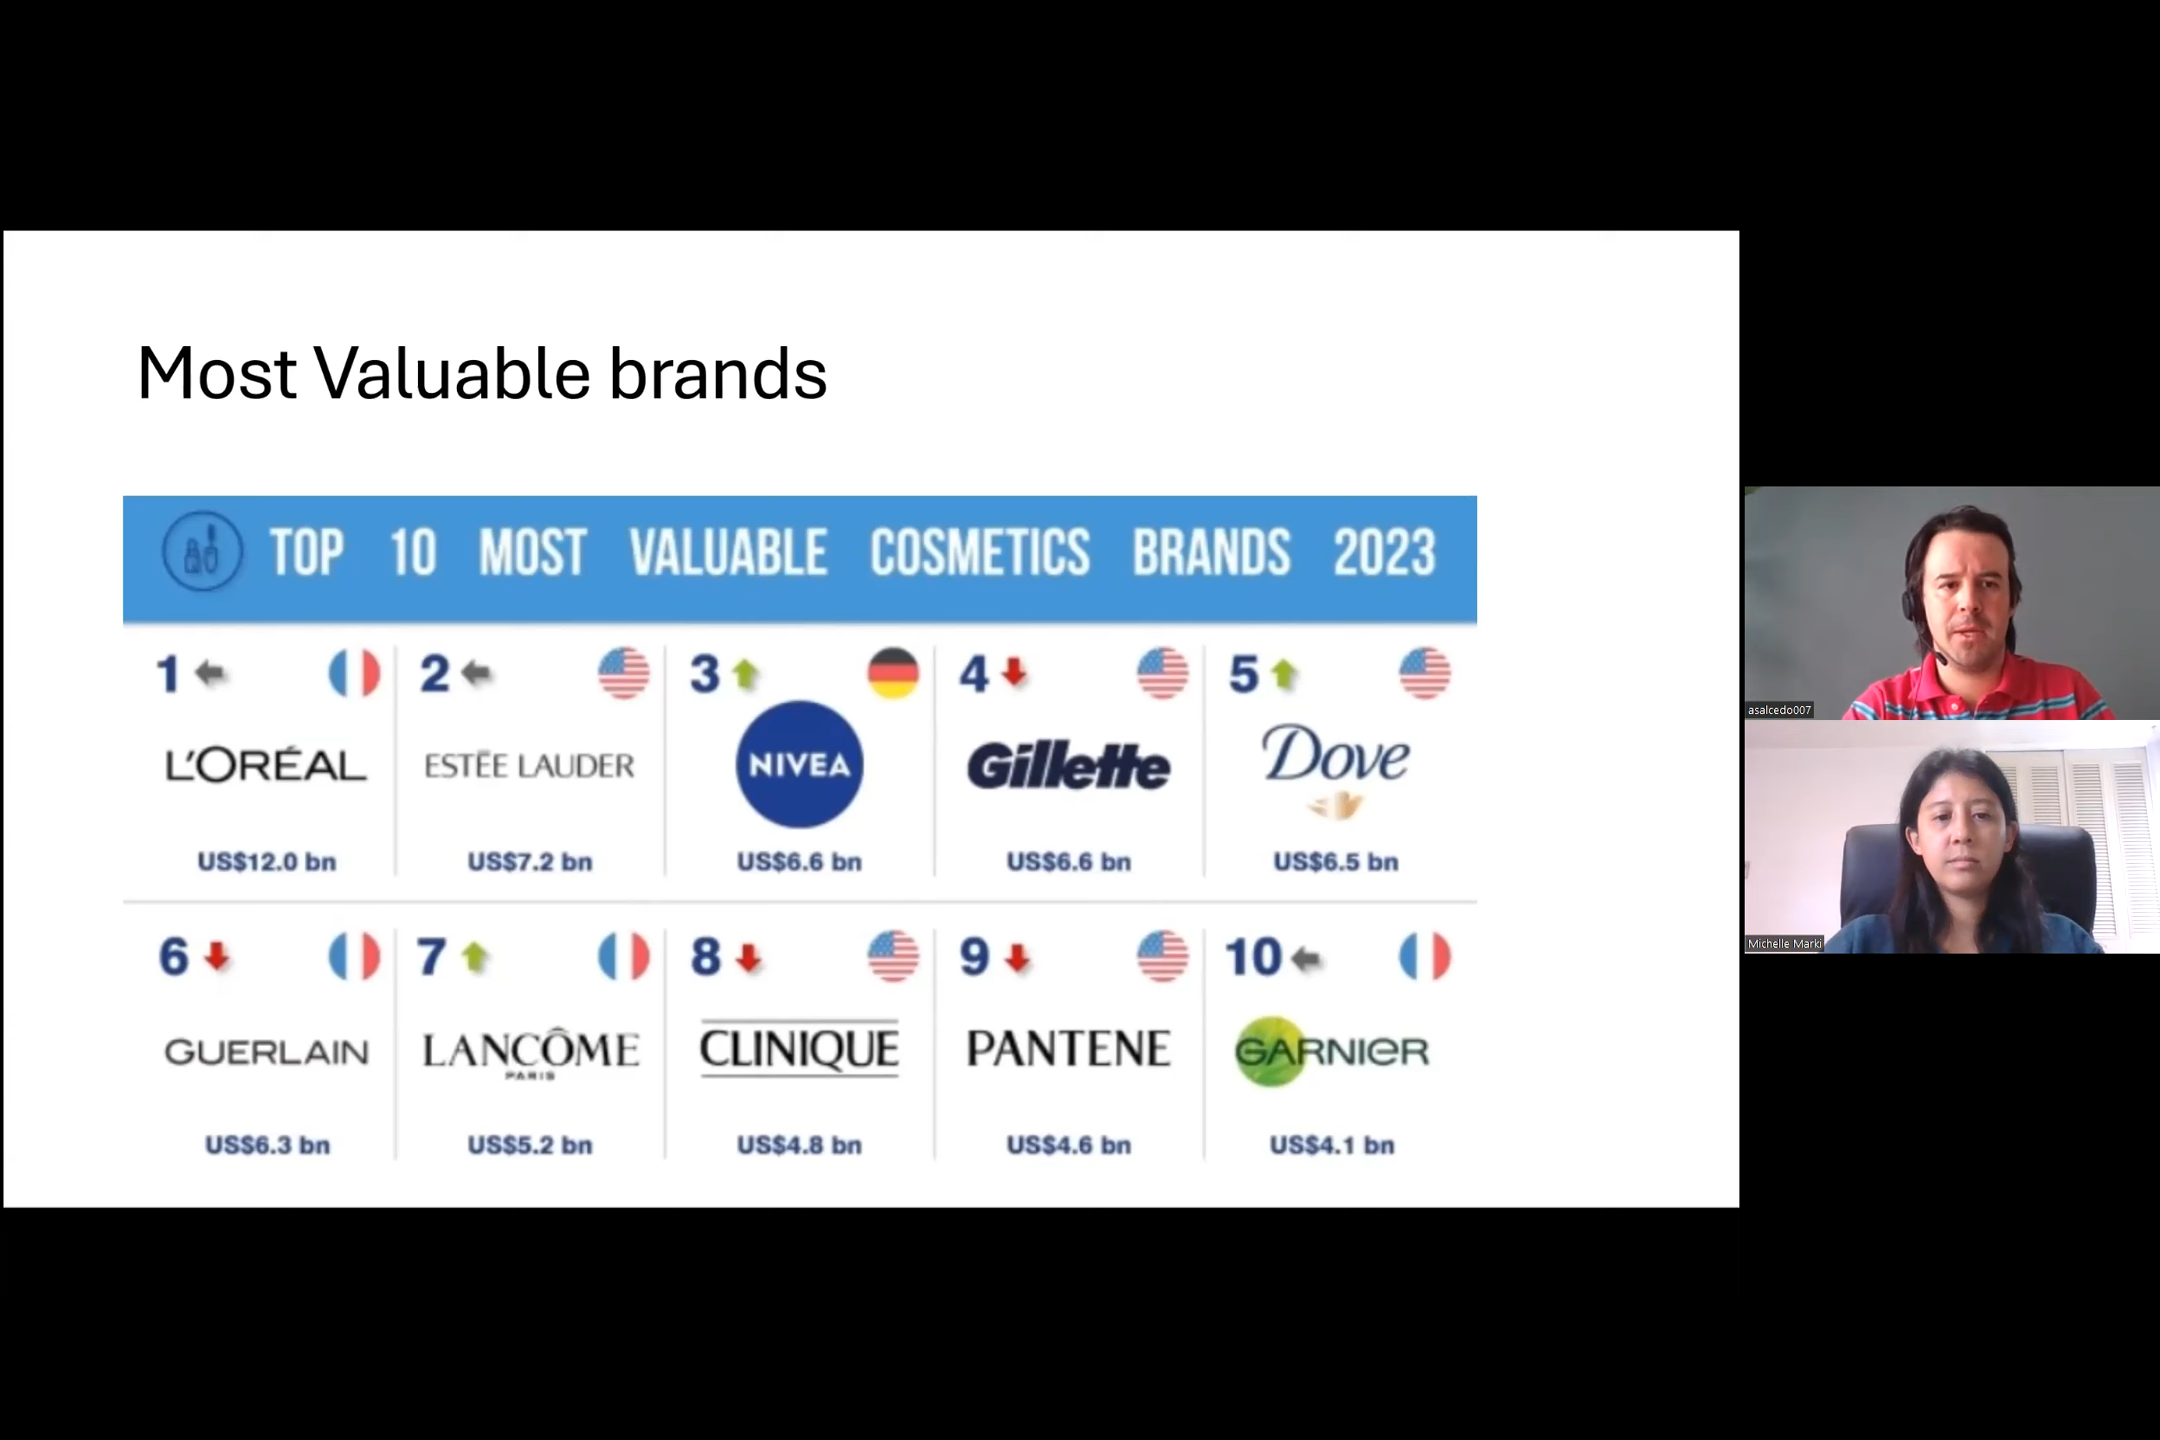 Most Valuable brands
TOP 10 MOST VALUABLE COSMETICS BRANDS 2023
1 2 3 4 5
L'ORÉAL ESTĒE LAUDER NIVEA Gillette Dove
US$12.0 bn US$7.2 bn US$6.6 bn US$6.6 bn US$6.5 bn
6 7 8 9 10
GUERLAIN LANCÔME CLINIQUE PANTENE GARNIER
PARIS
US$6.3 bn US$5.2 bn US$4.8 bn US$4.6 bn US$4.1 bn
asalcedo007
Michelle Marki